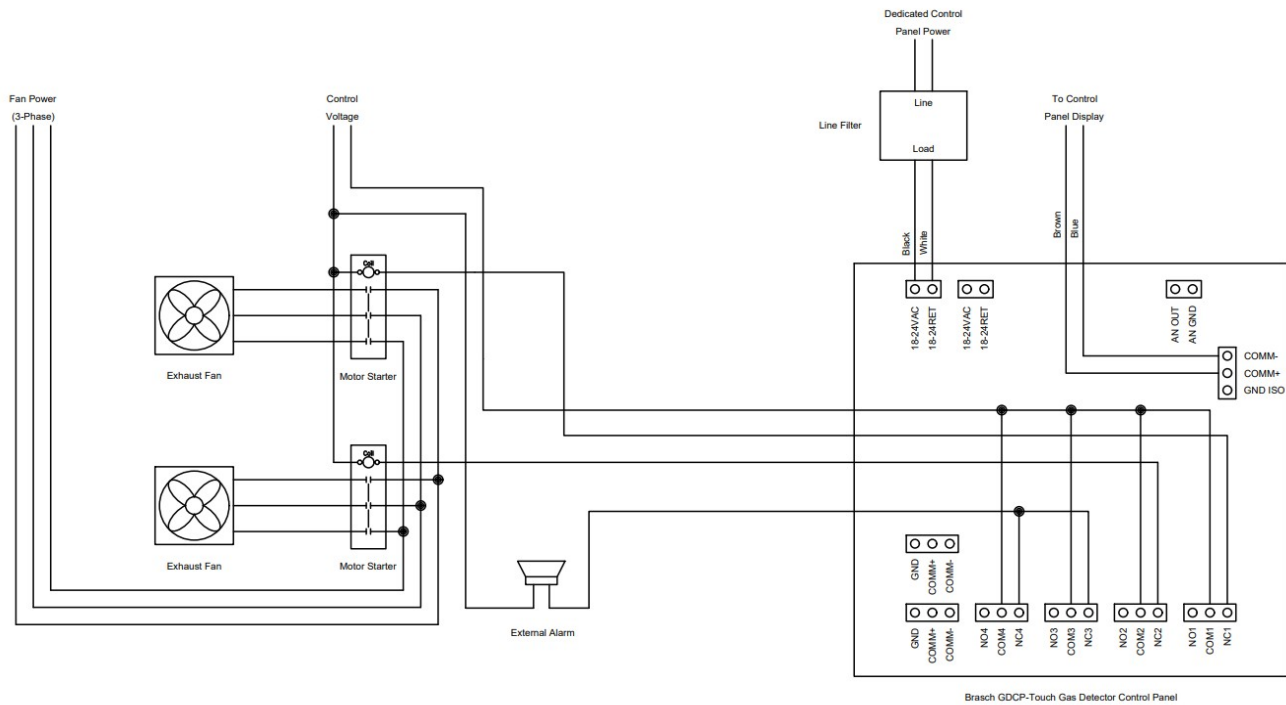 Dedicated Control
Panel Power
Fan Power
(3-Phase)
Control
Voltage
To Control
Panel Display
Line
Line Filter
Load
Black
White
Brown
Blue
Coil
18-24VAC
18-24RET
18-24VAC
18-24RET
AN OUT
AN GND
COMM-
COMM+
GND ISO
Exhaust Fan
Motor Starter
Coil
Exhaust Fan
Motor Starter
External Alarm
GND
COMM+
COMM-
GND
COMM+
COMM-
NO4
COM4
NC4
NO3
COM3
NC3
NO2
COM2
NC2
NO1
COM1
NC1
Brasch GDCP-Touch Gas Detector Control Panel